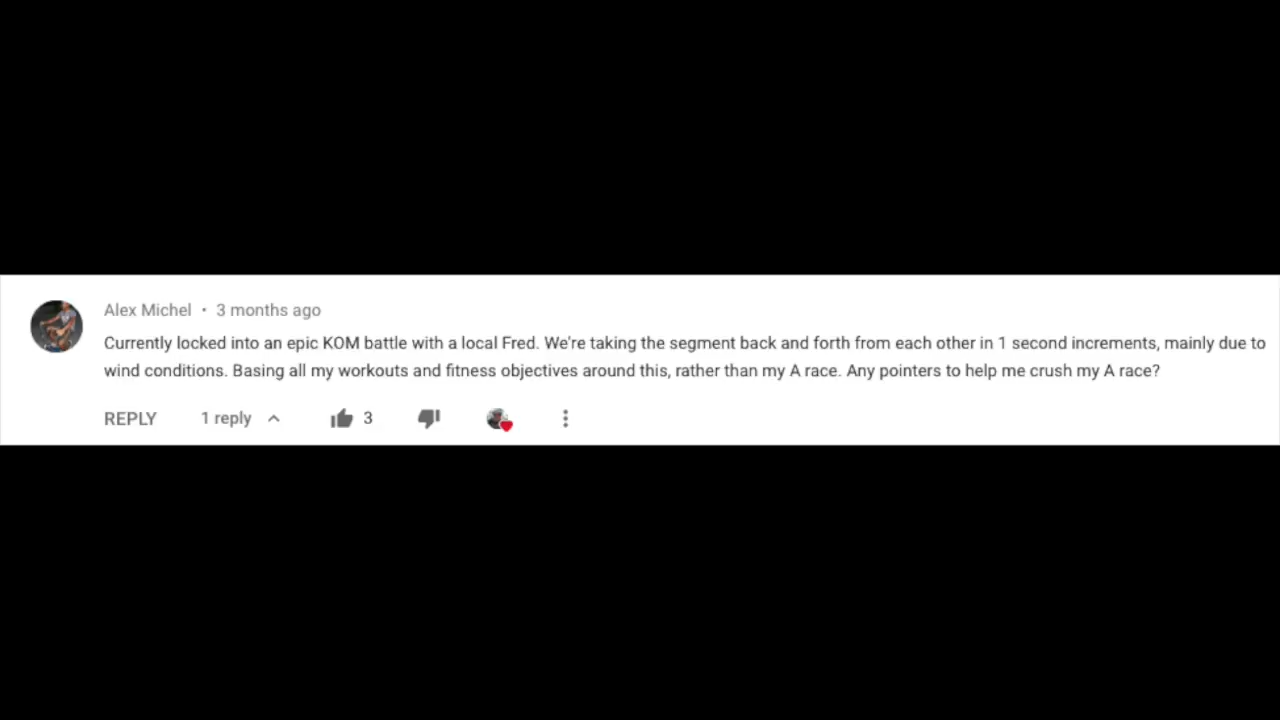 Alex Michel • 3 months ago
Currently locked into an epic KOM battle with a local Fred. We're taking the segment back and forth from each other in 1 second increments, mainly due to
wind conditions. Basing all my workouts and fitness objectives around this, rather than my A race. Any pointers to help me crush my A race?
REPLY 1 reply 3